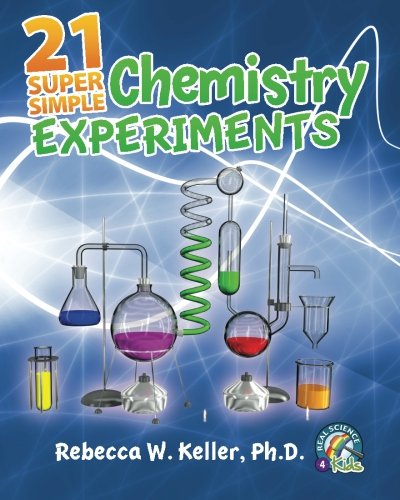 21
SUPER
SIMPLE
Chemistry
EXPERIMENTS
Rebecca W. Keller, Ph.D.
REAL SCIENCE
4
Kids